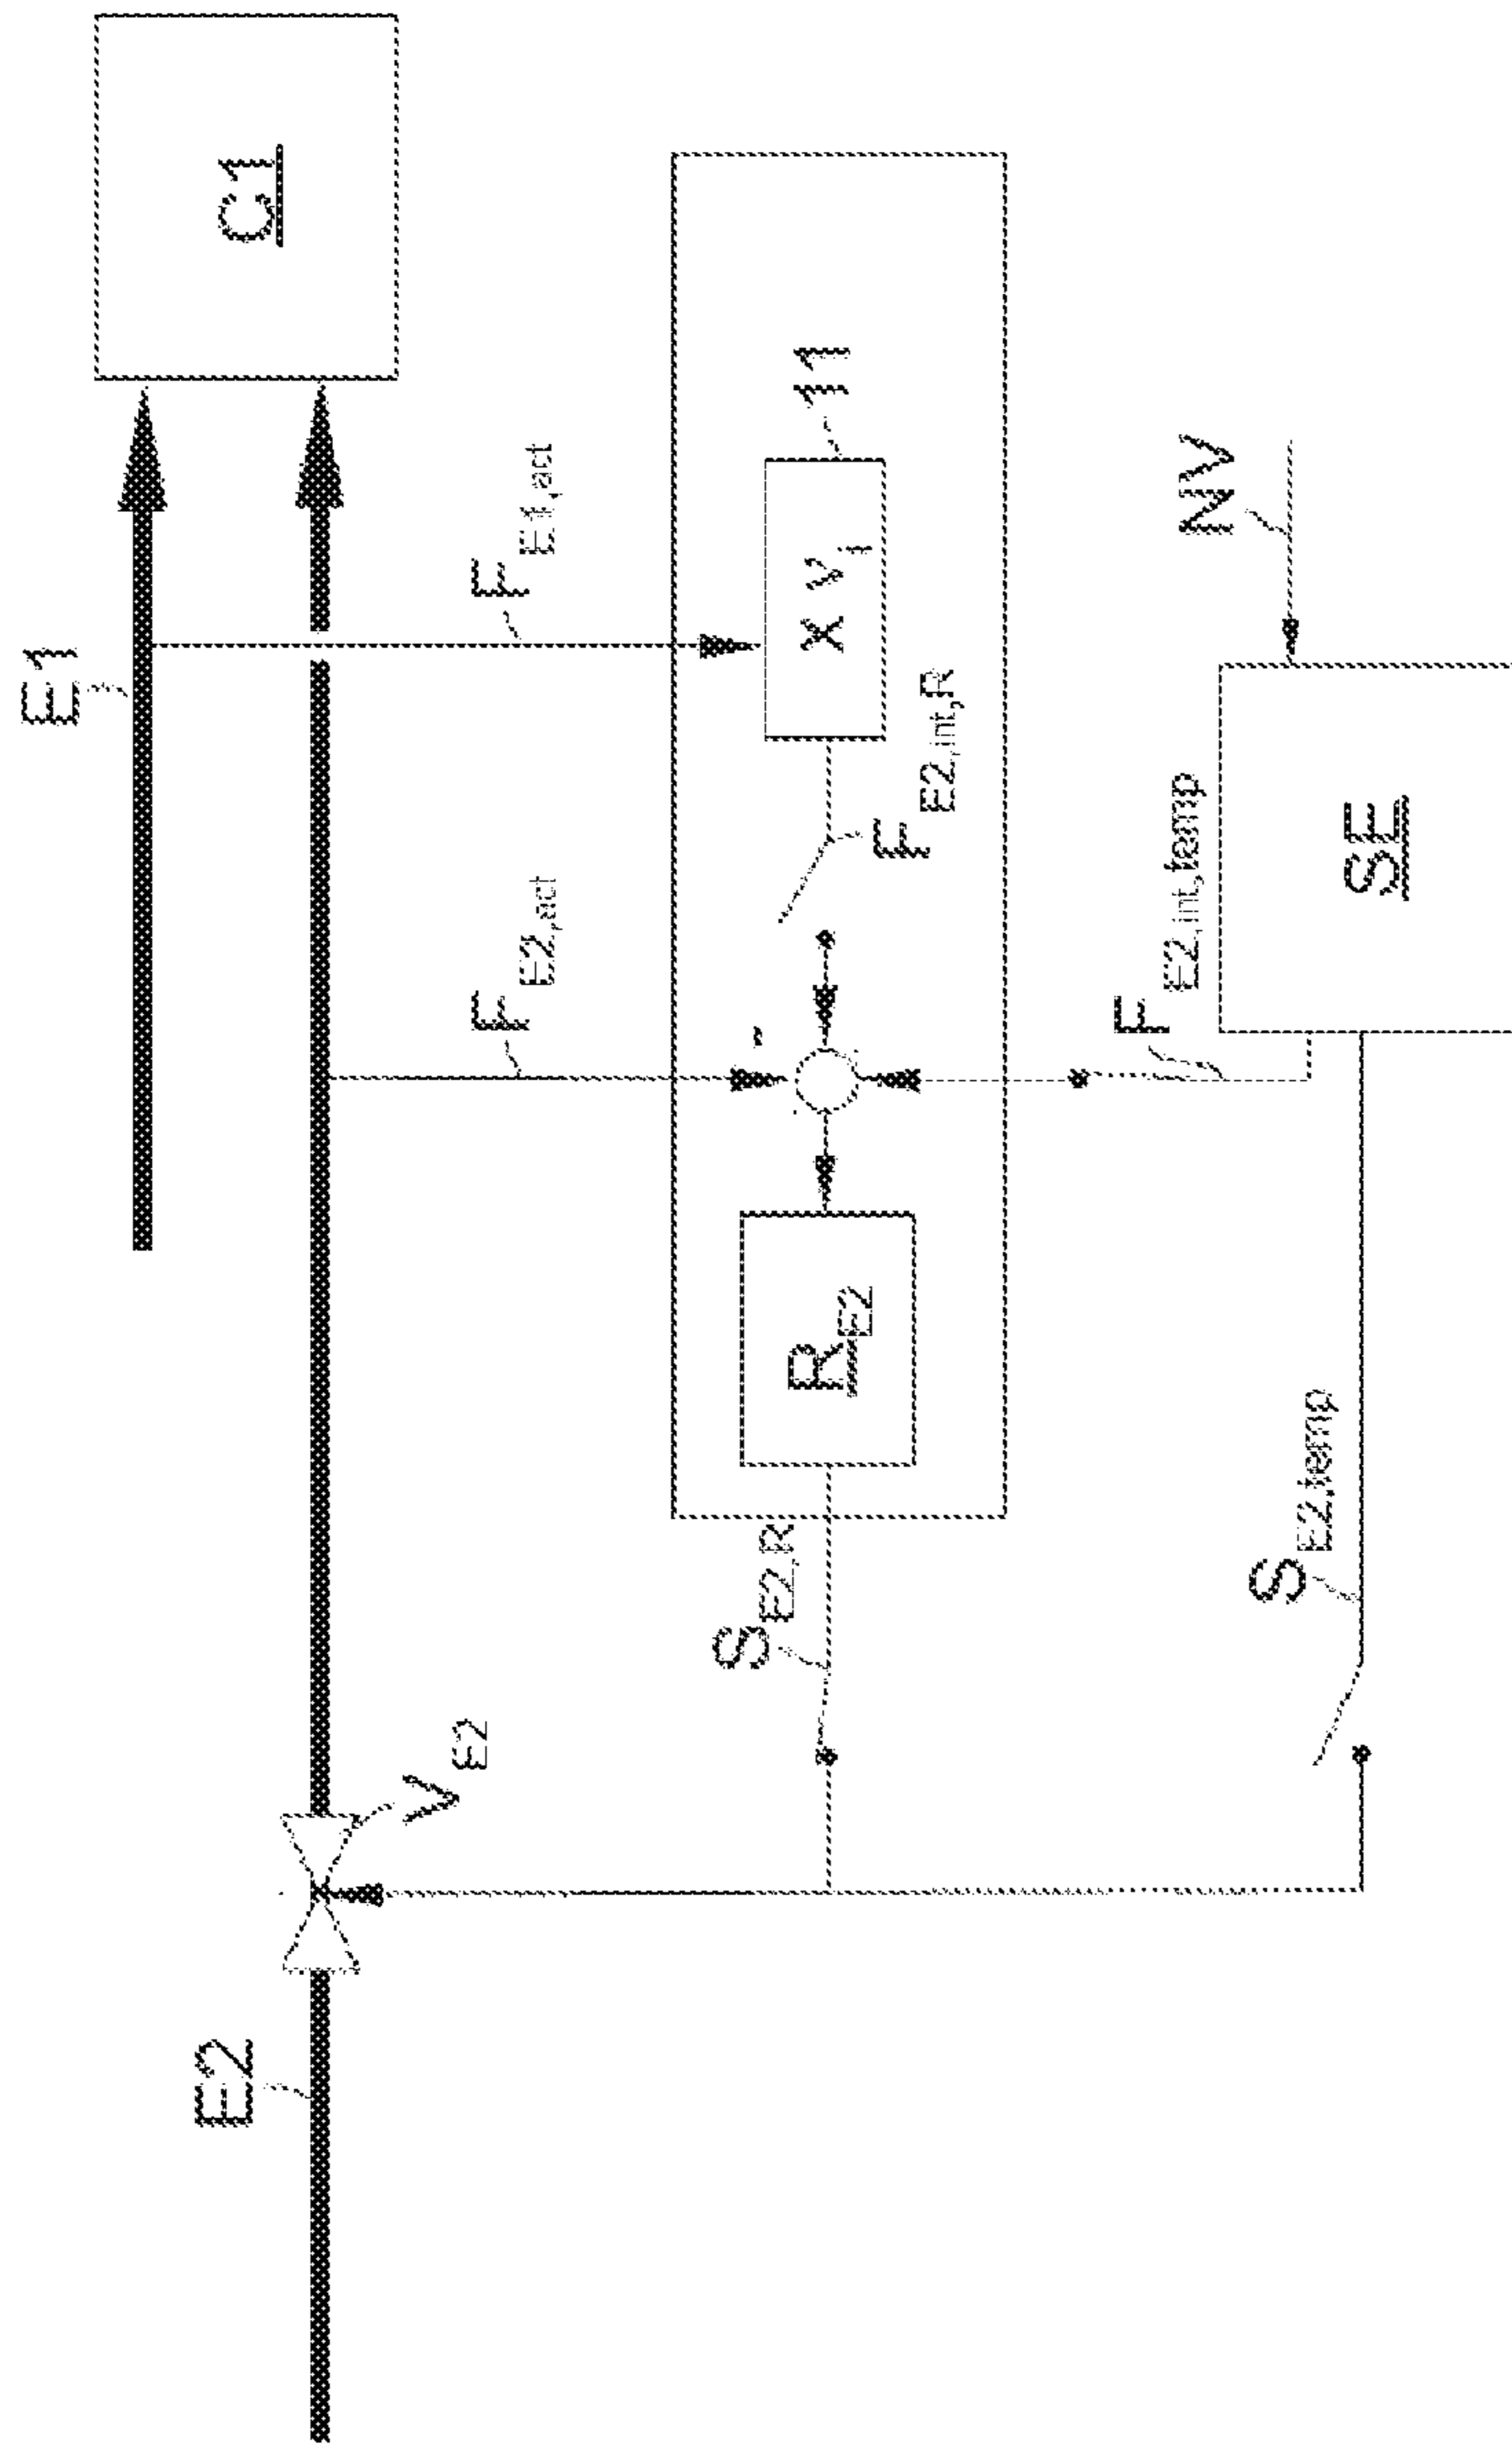 E1
C1
E2
V E2
F E2,act
F E1,act
S E2,R
R E2
F E2,int,R
x v i
11
S E2,temp
F E2,int,temp
SE
NV